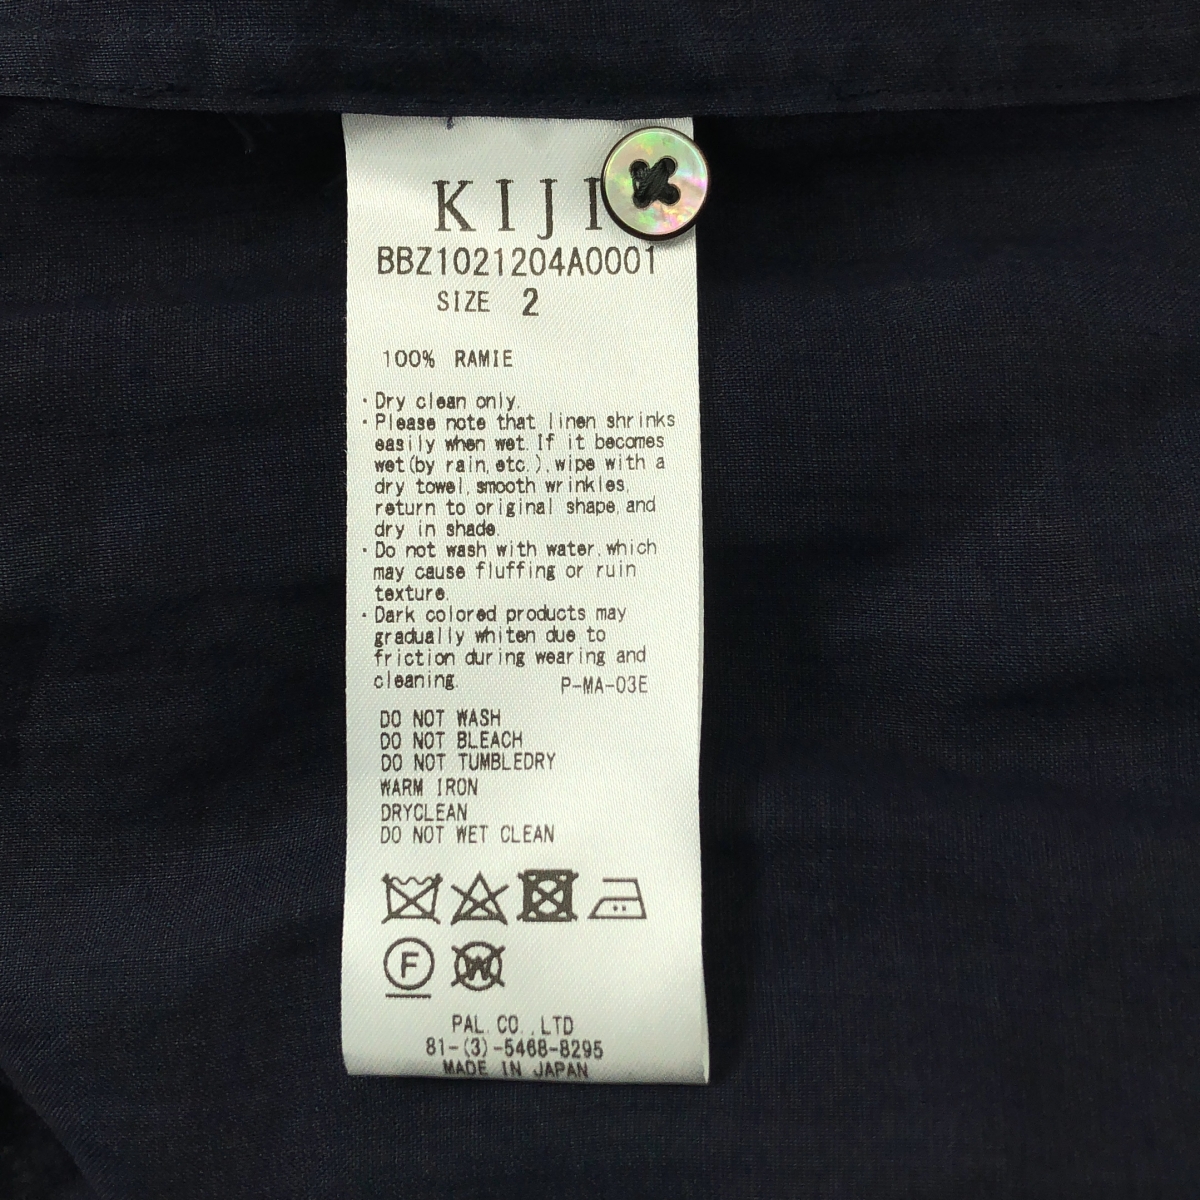 KIJI
BBZ1021204A0001
SIZE 2
100% RAMIE
・Dry clean only.
・Please note that linen shrinks
easily when wet. If it becomes
wet(by rain, etc.), wipe with a
dry towel, smooth wrinkles,
return to original shape, and
dry in shade.
・Do not wash with water, which
may cause fluffing or ruin
texture.
・Dark colored products may
gradually whiten due to
friction during wearing and
cleaning.
P-MA-03E
DO NOT WASH
DO NOT BLEACH
DO NOT TUMBLEDRY
WARM IRON
DRYCLEAN
DO NOT WET CLEAN
F W
PAL. CO., LTD
81-(3)-5468-8295
MADE IN JAPAN